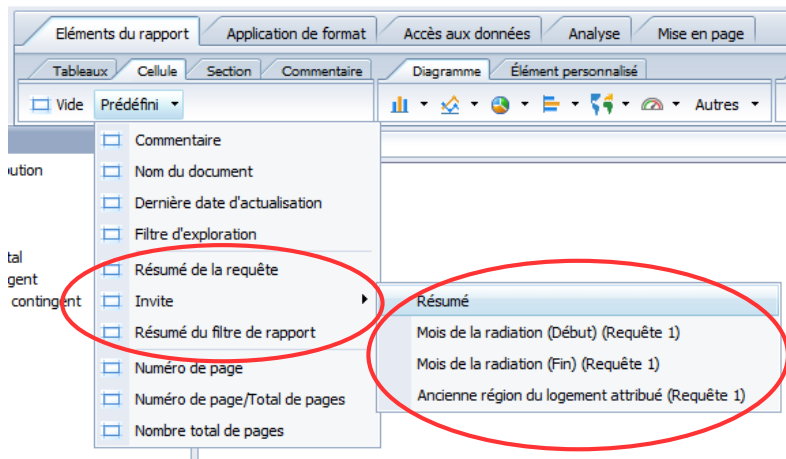 Eléments du rapport Application de format Accès aux données Analyse Mise en page
Tableaux Cellule Section Commentaire Diagramme Élément personnalisé
Vide Prédéfini Autres
Commentaire
Nom du document
Dernière date d'actualisation
Filtre d'exploration
Résumé de la requête
Invite
Résumé du filtre de rapport
Numéro de page
Numéro de page/Total de pages
Nombre total de pages
Résumé
Mois de la radiation (Début) (Requête 1)
Mois de la radiation (Fin) (Requête 1)
Ancienne région du logement attribué (Requête 1)
contingent